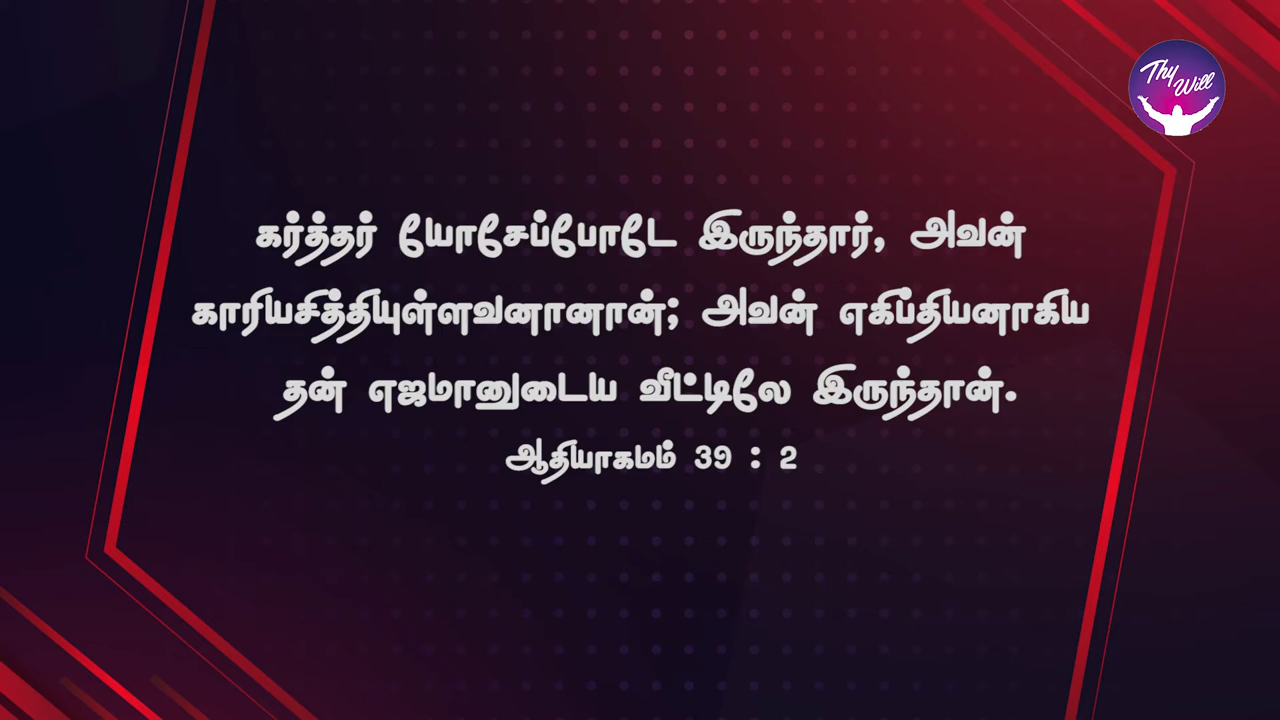 Thy
Will
கர்த்தர் யோசேப்போடே இருந்தார், அவன்
காரியசித்தியுள்ளவனானான்; அவன் எகிப்தியனாகிய
தன் எஜமானுடைய வீட்டிலே இருந்தான்.
ஆதியாகமம் 39 : 2